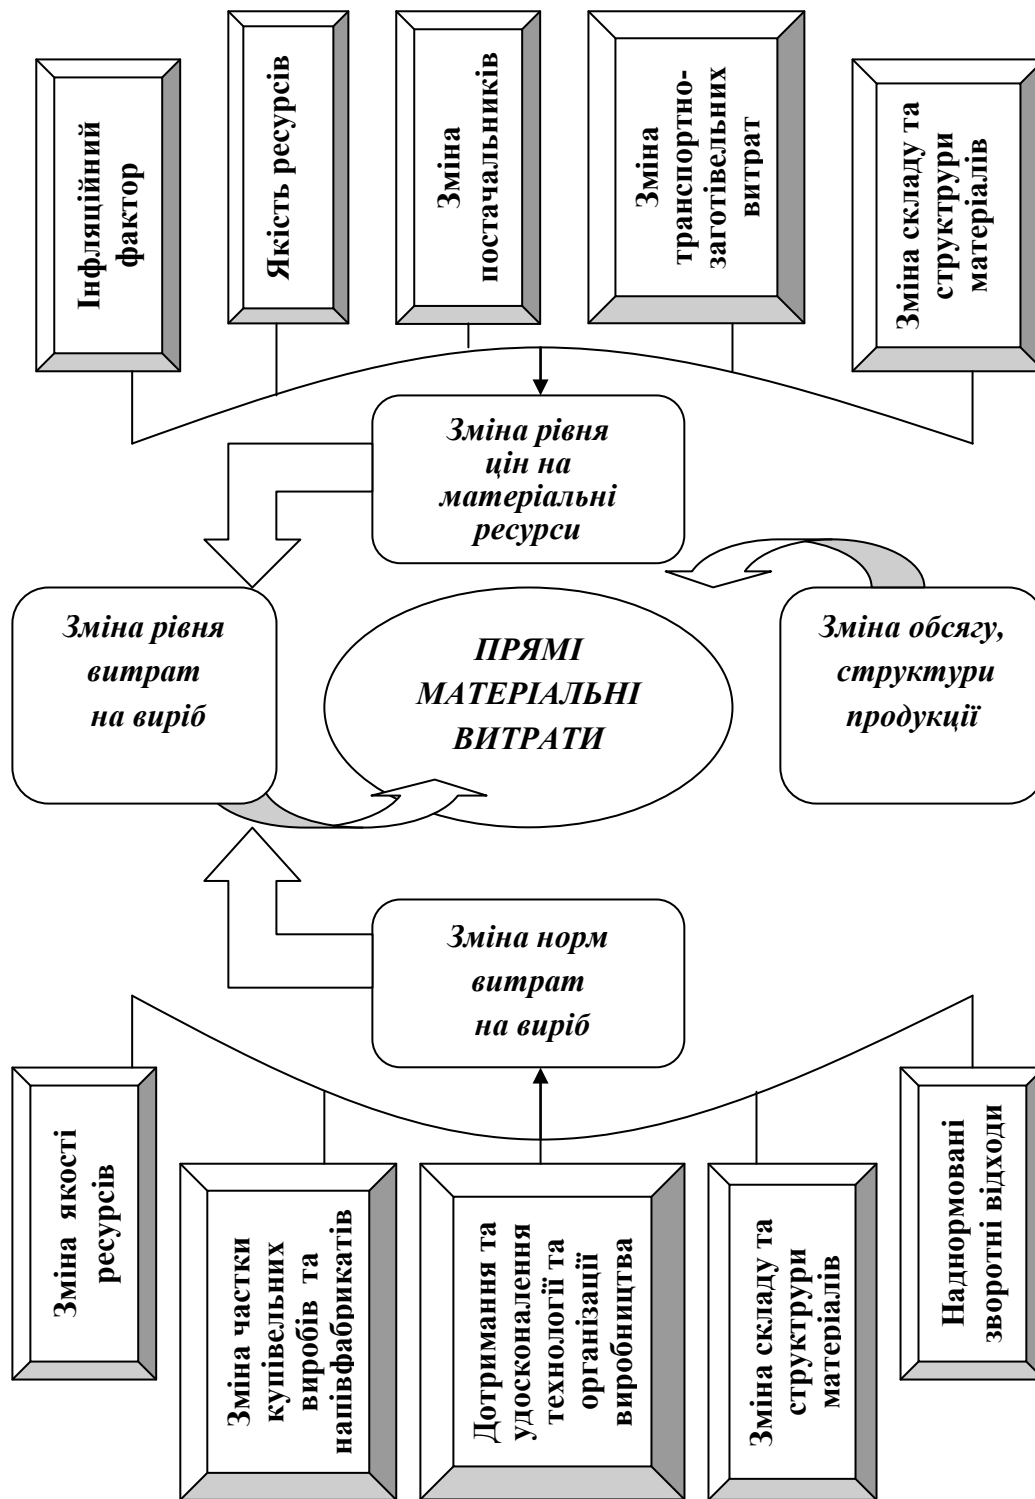 Інфляційний
фактор
Якість ресурсів
Зміна
постачальників
Зміна
транспортно-
заготівельних
витрат
Зміна складу та
структрури
матеріалів
Зміна рівня
цін на
матеріальні
ресурси
Зміна рівня
витрат
на виріб
ПРЯМІ
МАТЕРІАЛЬНІ
ВИТРАТИ
Зміна обсягу,
структури
продукції
Зміна норм
витрат
на виріб
Зміна якості
ресурсів
Зміна частки
купівельних
виробів та
напівфабрикатів
Дотримання та
удосконалення
технології та
організації
виробництва
Зміна складу та
структрури
матеріалів
Наднормовані
зворотні відходи